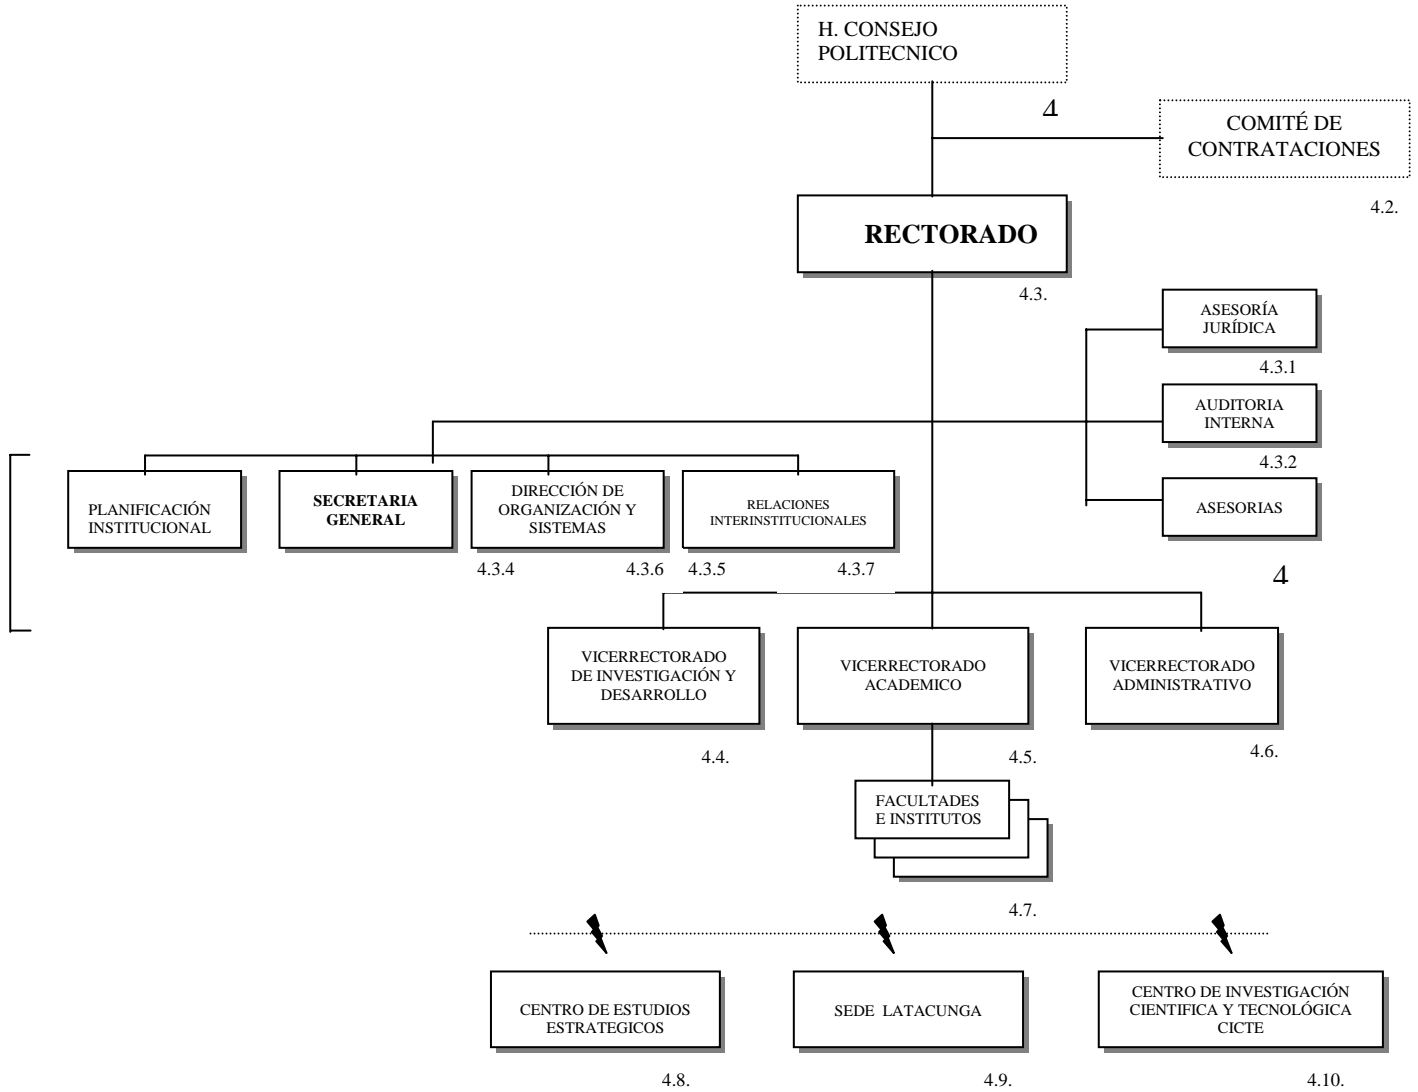 H. CONSEJO
POLITECNICO
4
COMITÉ DE
CONTRATACIONES
4.2.
RECTORADO
4.3.
ASESORÍA
JURÍDICA
4.3.1
AUDITORIA
INTERNA
4.3.2
PLANIFICACIÓN
INSTITUCIONAL
SECRETARIA
GENERAL
DIRECCIÓN DE
ORGANIZACIÓN Y
SISTEMAS
RELACIONES
INTERINSTITUCIONALES
ASESORIAS
4.3.4
4.3.6
4.3.5
4.3.7
4
VICERRECTORADO
DE INVESTIGACIÓN Y
DESARROLLO
VICERRECTORADO
ACADEMICO
VICERRECTORADO
ADMINISTRATIVO
4.4.
4.5.
4.6.
FACULTADES
E INSTITUTOS
4.7.
CENTRO DE ESTUDIOS
ESTRATEGICOS
SEDE LATACUNGA
CENTRO DE INVESTIGACIÓN
CIENTIFICA Y TECNOLÓGICA
CICTE
4.8.
4.9.
4.10.